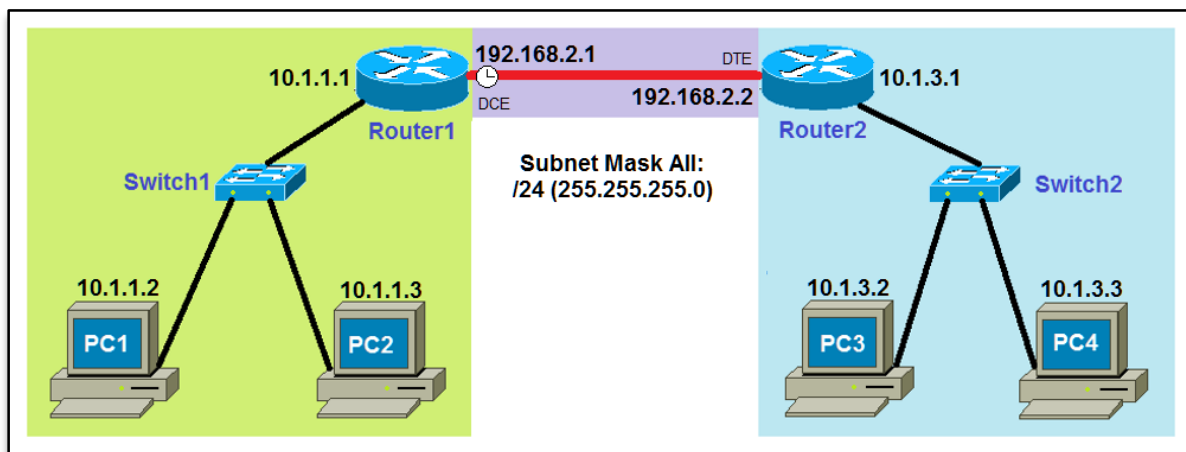 192.168.2.1
DTE
10.1.1.1
10.1.3.1
DCE
192.168.2.2
Router1
Router2
Subnet Mask All:
/24 (255.255.255.0)
Switch1
Switch2
10.1.1.2
10.1.1.3
10.1.3.2
10.1.3.3
PC1
PC2
PC3
PC4